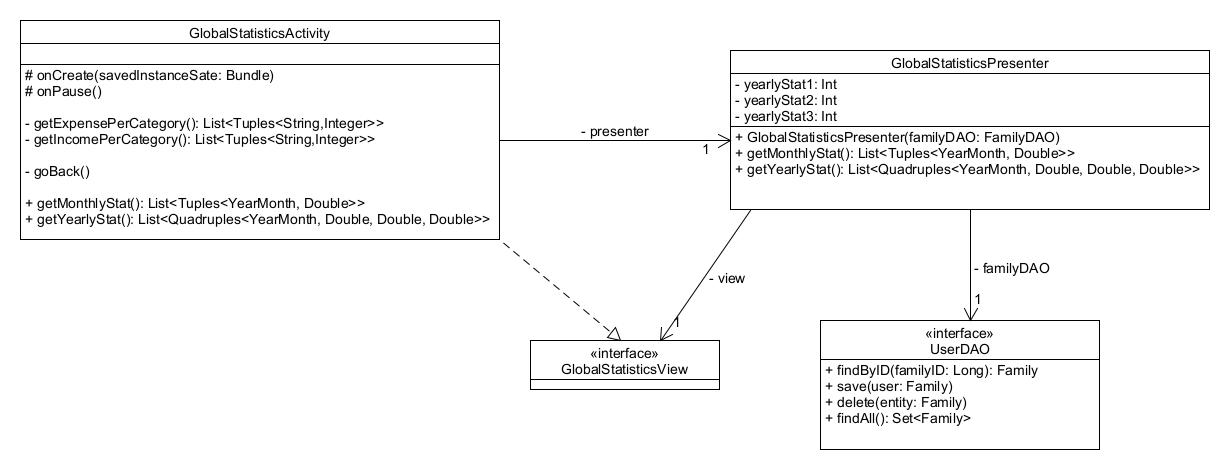 GlobalStatisticsActivity
# onCreate(savedInstanceSate: Bundle)
# onPause()
- getExpensePerCategory(): List<Tuples<String,Integer>>
- getIncomePerCategory(): List<Tuples<String,Integer>>
- goBack()
+ getMonthlyStat(): List<Tuples<YearMonth, Double>>
+ getYearlyStat(): List<Quadruples<YearMonth, Double, Double, Double>>
- presenter
1
GlobalStatisticsPresenter
- yearlyStat1: Int
- yearlyStat2: Int
- yearlyStat3: Int
+ GlobalStatisticsPresenter(familyDAO: FamilyDAO)
+ getMonthlyStat(): List<Tuples<YearMonth, Double>>
+ getYearlyStat(): List<Quadruples<YearMonth, Double, Double, Double>>
- view
1
- familyDAO
1
«interface»
GlobalStatisticsView
«interface»
UserDAO
+ findByID(familyID: Long): Family
+ save(user: Family)
+ delete(entity: Family)
+ findAll(): Set<Family>